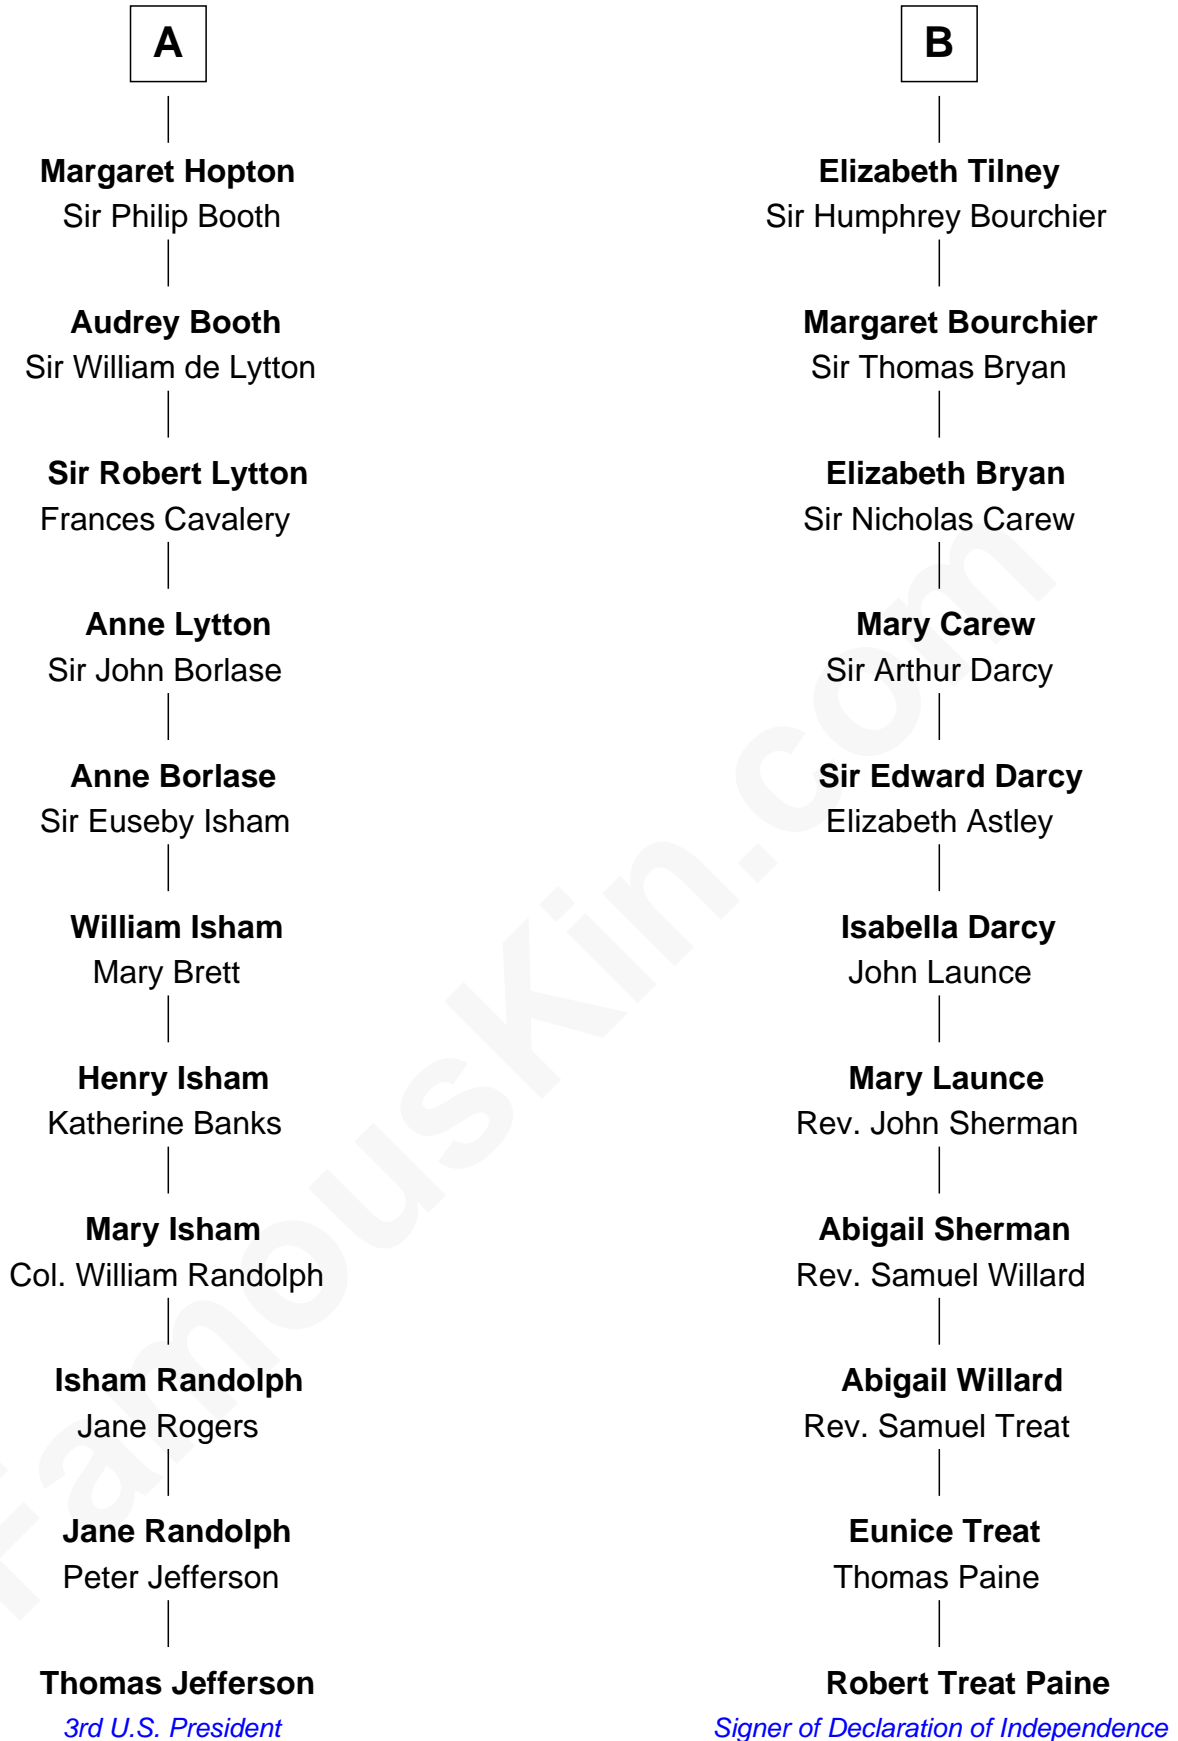 A
Margaret Hopton
Sir Philip Booth
Audrey Booth
Sir William de Lytton
Sir Robert Lytton
Frances Cavalery
Anne Lytton
Sir John Borlase
Anne Borlase
Sir Euseby Isham
William Isham
Mary Brett
Henry Isham
Katherine Banks
Mary Isham
Col. William Randolph
Isham Randolph
Jane Rogers
Jane Randolph
Peter Jefferson
Thomas Jefferson
3rd U.S. President
B
Elizabeth Tilney
Sir Humphrey Bourchier
Margaret Bourchier
Sir Thomas Bryan
Elizabeth Bryan
Sir Nicholas Carew
Mary Carew
Sir Arthur Darcy
Sir Edward Darcy
Elizabeth Astley
Isabella Darcy
John Launce
Mary Launce
Rev. John Sherman
Abigail Sherman
Rev. Samuel Willard
Abigail Willard
Rev. Samuel Treat
Eunice Treat
Thomas Paine
Robert Treat Paine
Signer of Declaration of Independence
FamousKin.com